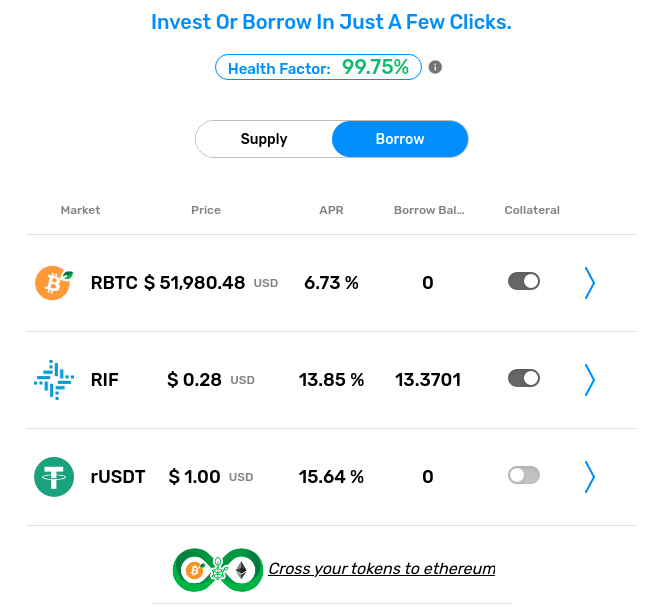 Invest Or Borrow In Just A Few Clicks.
Health Factor: 99.75%
Supply Borrow
Market Price APR Borrow Bal... Collateral
RBTC $ 51,980.48 USD 6.73 % 0
RIF $ 0.28 USD 13.85 % 13.3701
rUSDT $ 1.00 USD 15.64 % 0
Cross your tokens to ethereum